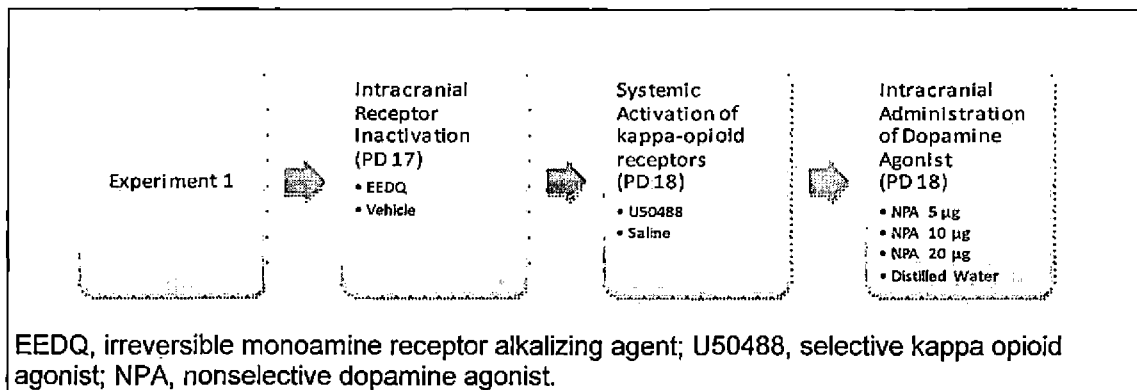 Experiment 1
Intracranial
Receptor
Inactivation
(PD 17)
• EEDQ
• Vehicle
Systemic
Activation of
kappa-opioid
receptors
(PD 18)
• U50488
• Saline
Intracranial
Administration
of Dopamine
Agonist
(PD 18)
• NPA 5 µg
• NPA 10 µg
• NPA 20 µg
• Distilled Water
EEDQ, irreversible monoamine receptor alkalizing agent; U50488, selective kappa opioid
agonist; NPA, nonselective dopamine agonist.